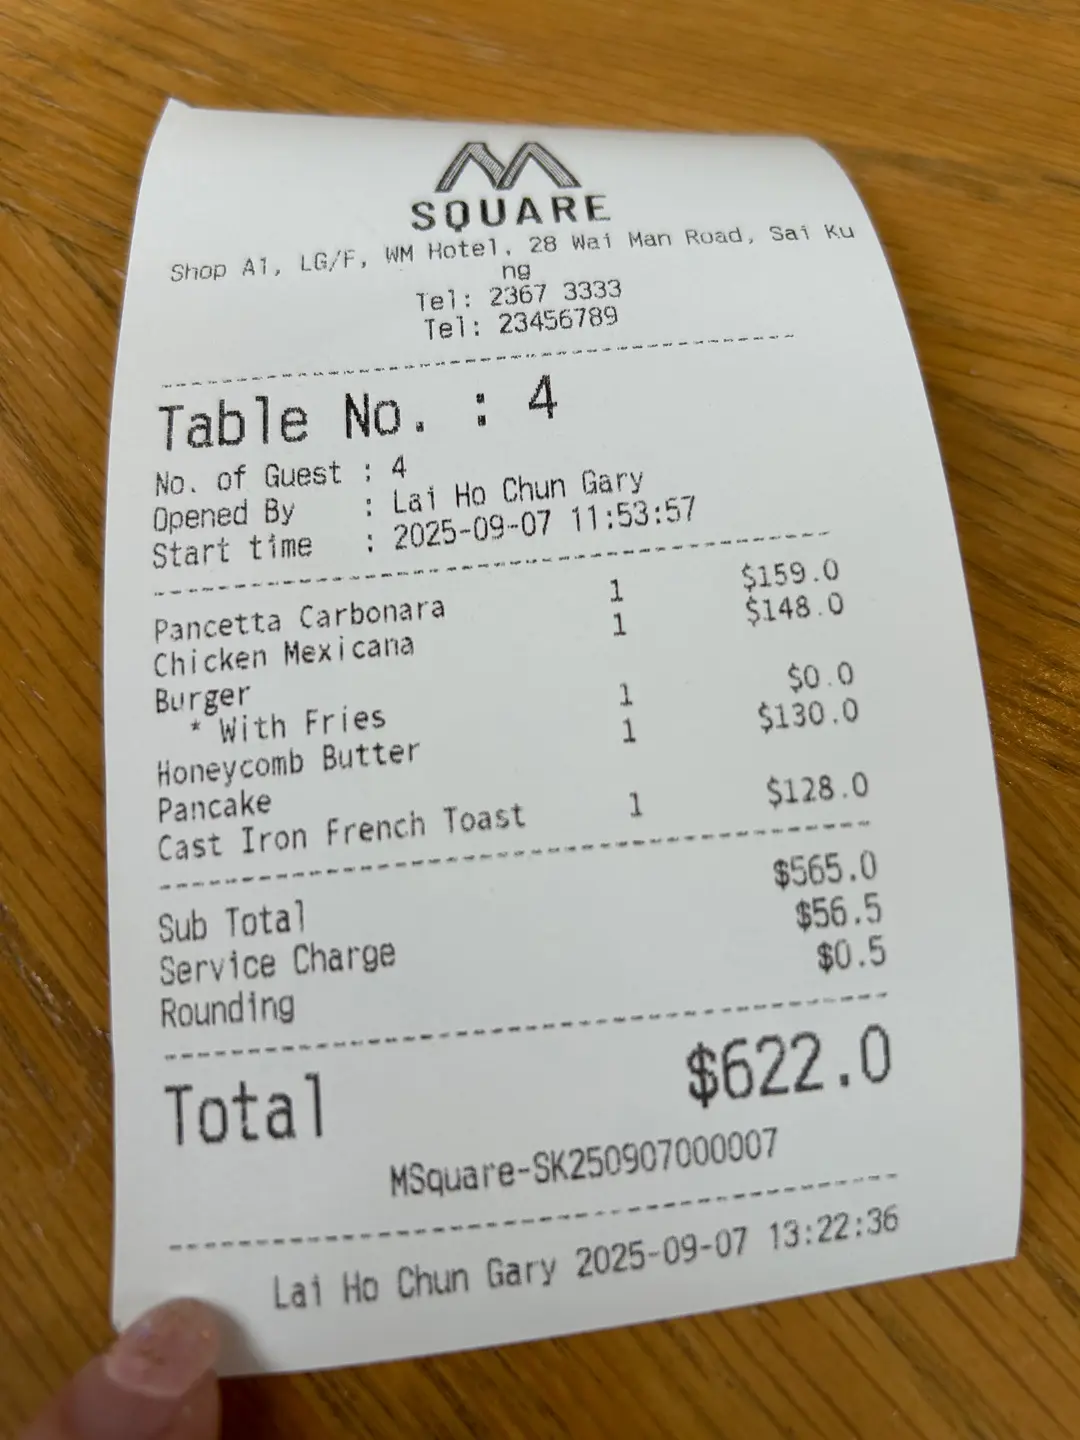 M
SQUARE
Shop A1, LG/F, WM Hotel, 28 Wai Man Road, Sai Ku
ng
Tel: 2367 3333
Tel: 23456789
Table No. : 4
No. of Guest : 4
Opened By : Lai Ho Chun Gary
Start time : 2025-09-07 11:53:57
Pancetta Carbonara 1 $159.0
Chicken Mexicana 1 $148.0
Burger
* With Fries 1 $0.0
Honeycomb Butter 1 $130.0
Pancake
Cast Iron French Toast 1 $128.0
Sub Total $565.0
Service Charge $56.5
Rounding $0.5
Total $622.0
MSquare-SK250907000007
Lai Ho Chun Gary 2025-09-07 13:22:36